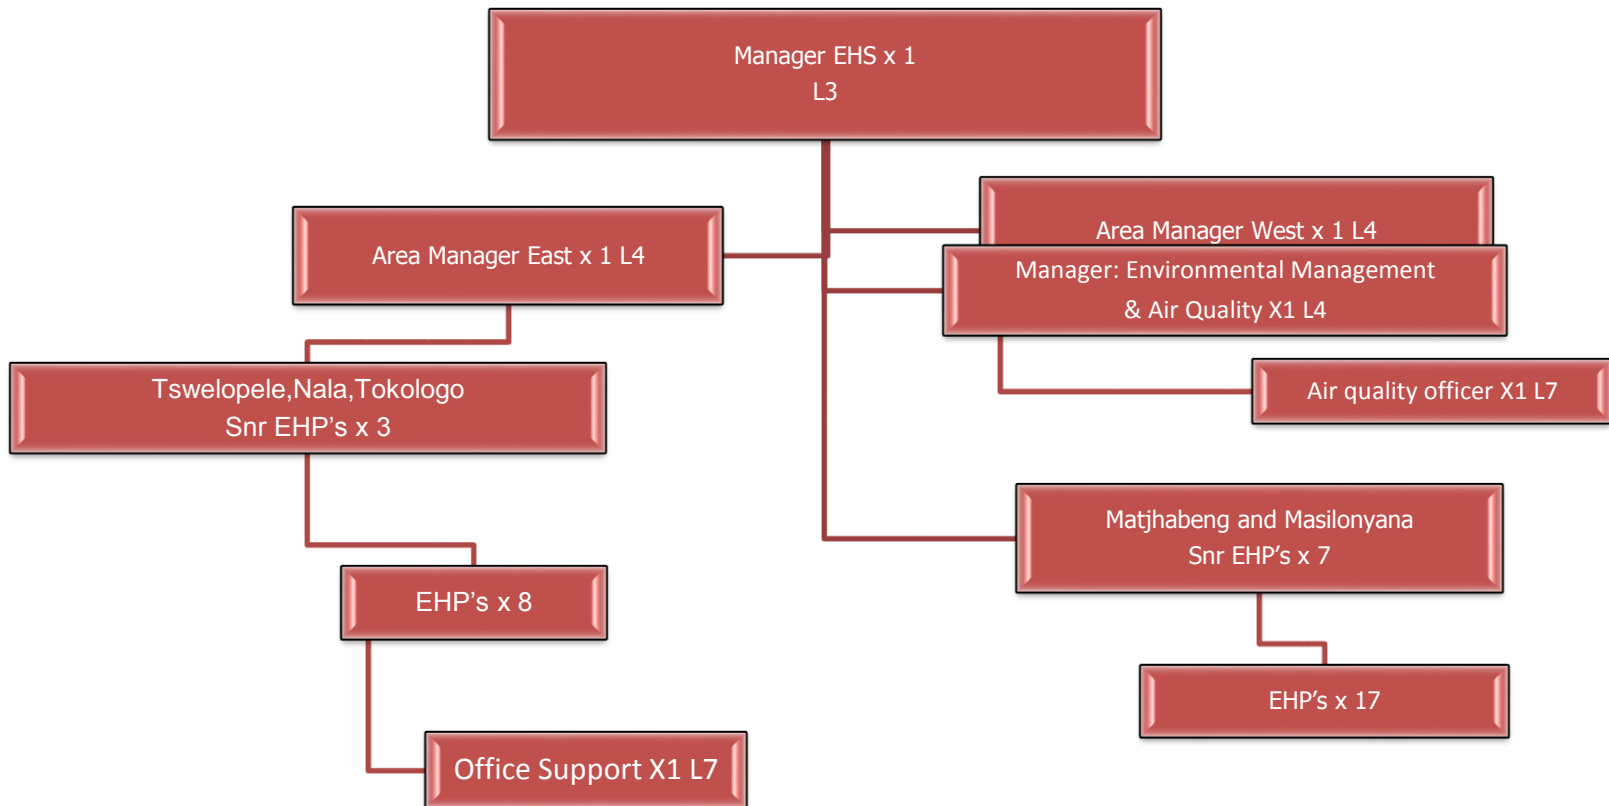 Manager EHS x 1
L3
Area Manager East x 1 L4
Area Manager West x 1 L4
Manager: Environmental Management
& Air Quality X1 L4
Tswelopele,Nala,Tokologo
Snr EHP’s x 3
Air quality officer X1 L7
Matjhabeng and Masilonyana
Snr EHP’s x 7
EHP’s x 8
EHP’s x 17
Office Support X1 L7